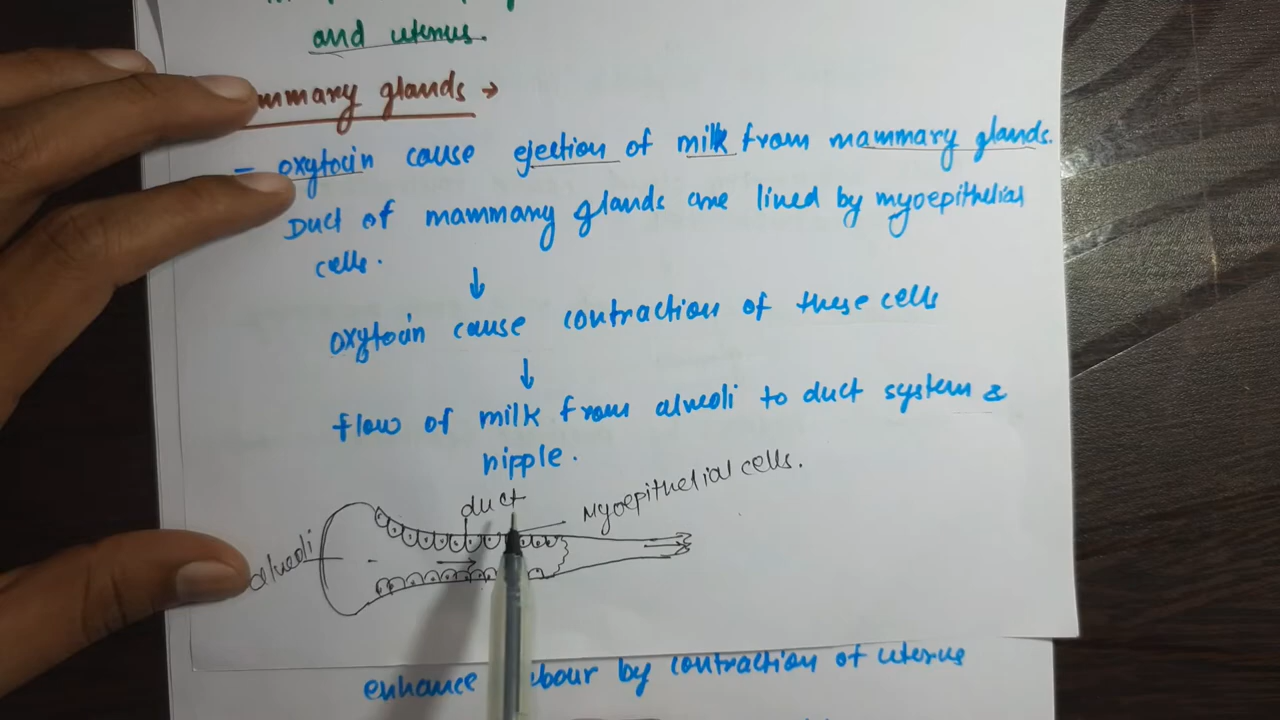 and uterus.
mmary glands →
- oxytocin cause ejection of milk from mammary glands.
Duct of mammary glands are lined by myoepithelial
cells.
↓
oxytocin cause contraction of these cells
↓
flow of milk from alveoli to duct system &
nipple.
duct
Myoepithelial cells.
alveoli
enhance bour by contraction of uterus